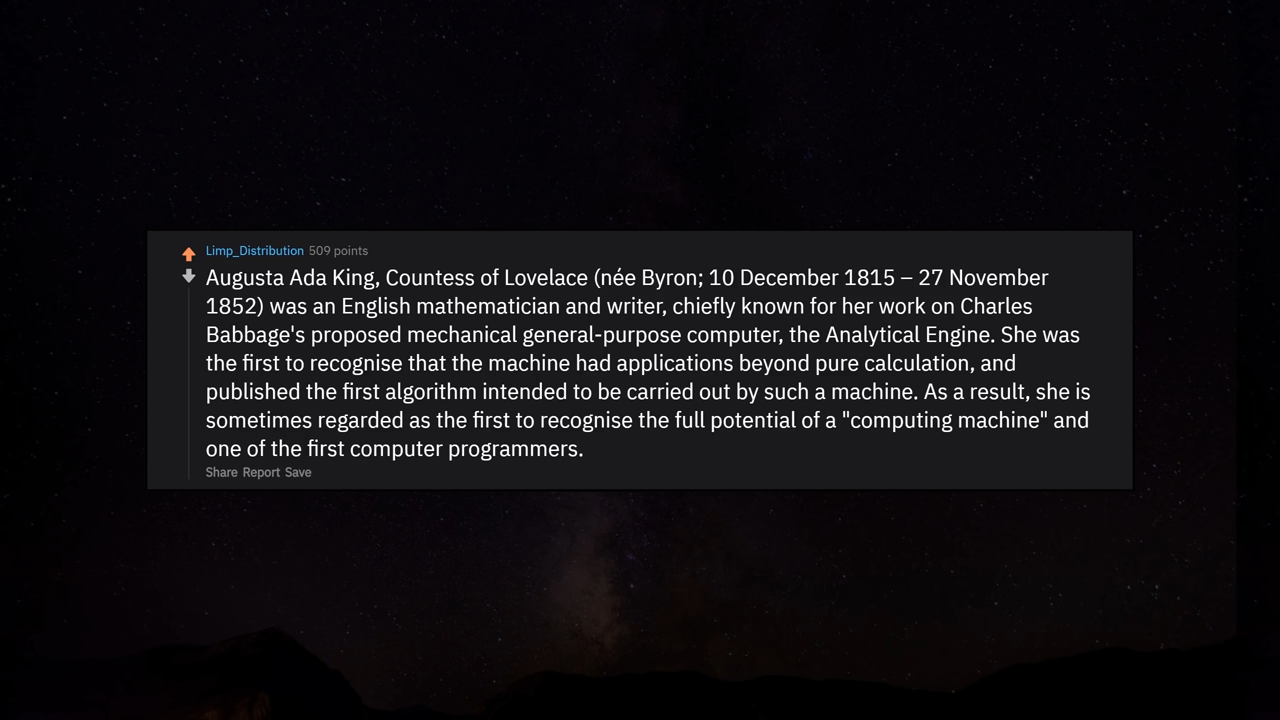 Limp_Distribution 509 points
Augusta Ada King, Countess of Lovelace (née Byron; 10 December 1815 – 27 November
1852) was an English mathematician and writer, chiefly known for her work on Charles
Babbage's proposed mechanical general-purpose computer, the Analytical Engine. She was
the first to recognise that the machine had applications beyond pure calculation, and
published the first algorithm intended to be carried out by such a machine. As a result, she is
sometimes regarded as the first to recognise the full potential of a "computing machine" and
one of the first computer programmers.
Share Report Save